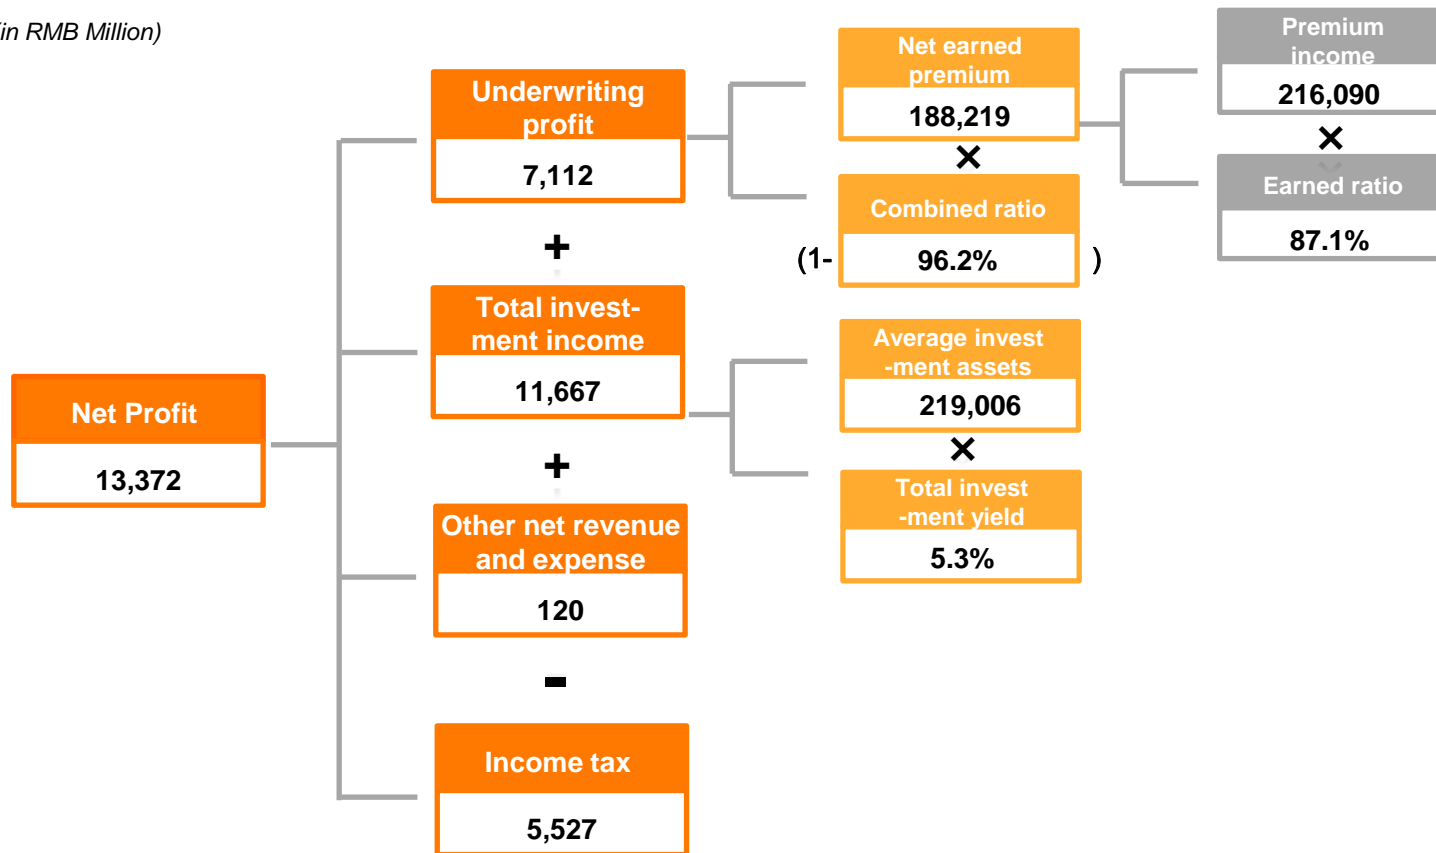 in RMB Million)
Net Profit
13,372
Underwriting
profit
7,112
+
Total invest-
ment income
11,667
+
Other net revenue
and expense
120
-
Income tax
5,527
Net earned
premium
188,219
×
Combined ratio
(1-
96.2%
)
Average invest
-ment assets
219,006
×
Total invest
-ment yield
5.3%
Premium
income
216,090
×
Earned ratio
87.1%